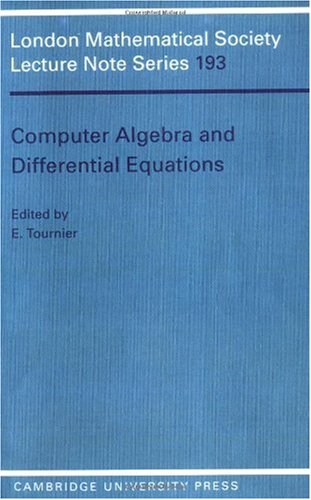 London Mathematical Society
Lecture Note Series 193
Computer Algebra and
Differential Equations
Edited by
E. Tournier
CAMBRIDGE UNIVERSITY PRESS